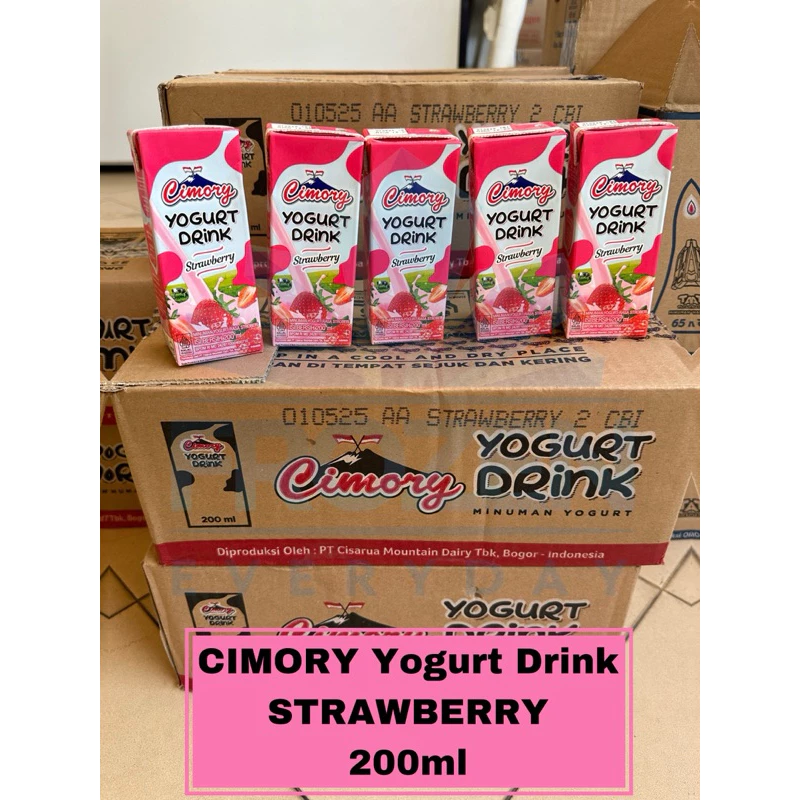 010525 AA STRAWBERRY 2 CBI
Cimory
YOGURT
DRINK
Strawberry
Cimory
YOGURT
DRINK
Strawberry
Cimory
YOGURT
DRINK
Strawberry
Cimory
YOGURT
DRINK
Strawberry
Cimory
YOGURT
DRINK
Strawberry
IN A COOL AND DRY PLACE
DI TEMPAT SEJUK DAN KERING
010525 AA STRAWBERRY 2 CBI
Cimory
YOGURT
DRINK
200 ml
Cimory
YOGURT
DRINK
MINUMAN YOGURT
Diproduksi Oleh : PT Cisarua Mountain Dairy Tbk, Bogor - Indonesia
EVERYDAY
Cimory
YOGURT
DRINK
Cimory
YOGURT
CIMORY Yogurt Drink
STRAWBERRY
200ml